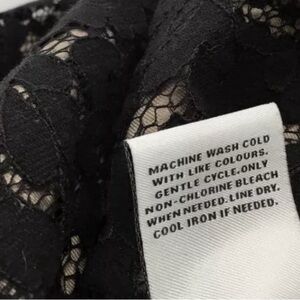 MACHINE WASH COLD
WITH LIKE COLOURS.
GENTLE CYCLE.ONLY
NON-CHLORINE BLEACH
WHEN NEEDED. LINE DRY.
COOL IRON IF NEEDED.